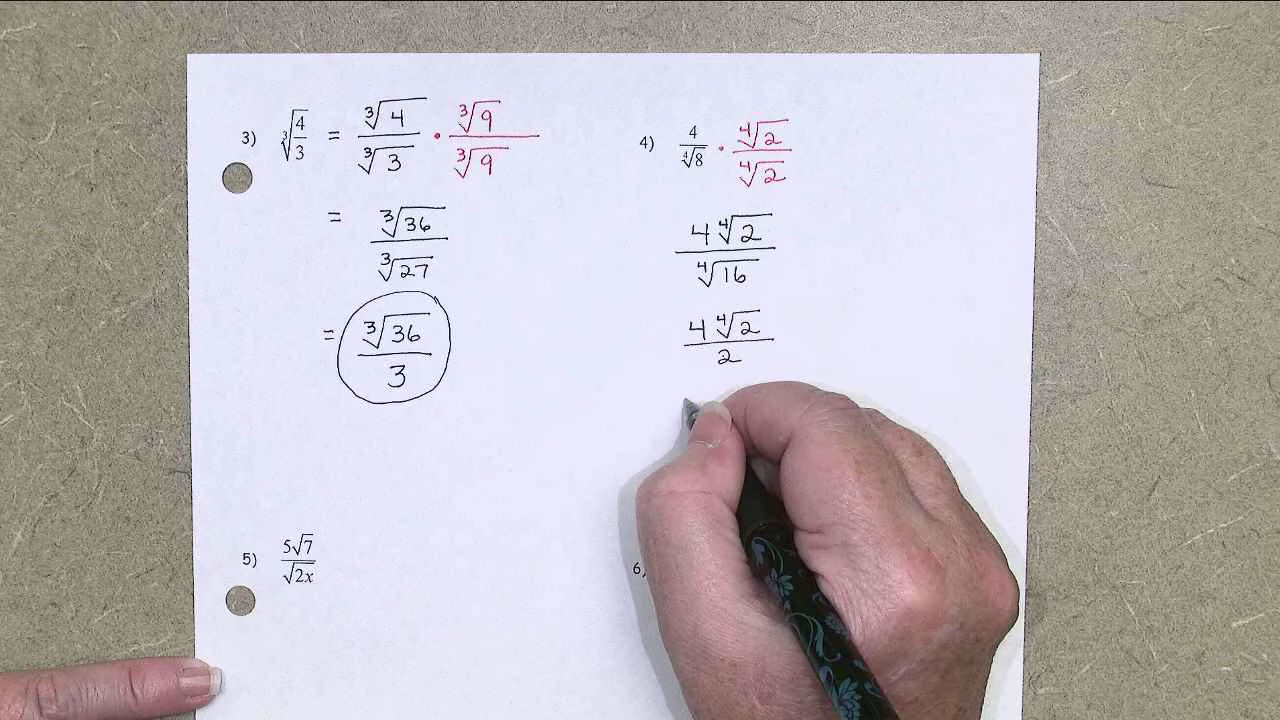 3) ∛(4/3) = ∛4/∛3 · ∛9/∛9
= ∛36/∛27
= ∛36/3
4) 4/∜8 · ∜2/∜2
4∜2/∜16
4∜2/2
5) 5√7/√2x
6)